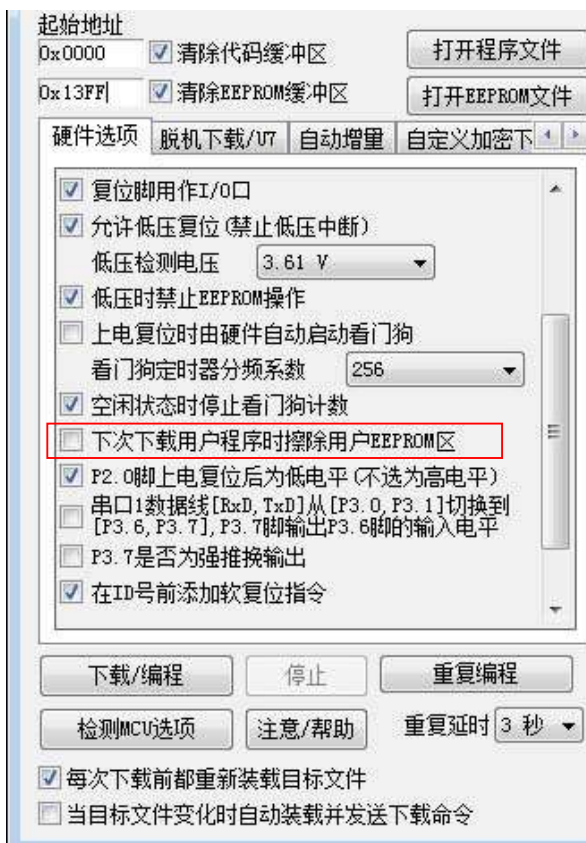 起始地址
0x0000 清除代码缓冲区 打开程序文件
0x13FF 清除EEPROM缓冲区 打开EEPROM文件
硬件选项 脱机下载/U7 自动增量 自定义加密下
复位脚用作I/O口
允许低压复位(禁止低压中断)
低压检测电压 3.61 V
低压时禁止EEPROM操作
上电复位时由硬件自动启动看门狗
看门狗定时器分频系数 256
空闲状态时停止看门狗计数
下次下载用户程序时擦除用户EEPROM区
P2.0脚上电复位后为低电平(不选为高电平)
串口1数据线[RxD,TxD]从[P3.0,P3.1]切换到
[P3.6,P3.7],P3.7脚输出P3.6脚的输入电平
P3.7是否为强推换输出
在ID号前添加软复位指令
下载/编程 停止 重复编程
检测MCU选项 注意/帮助 重复延时 3 秒
每次下载前都重新装载目标文件
当目标文件变化时自动装载并发送下载命令